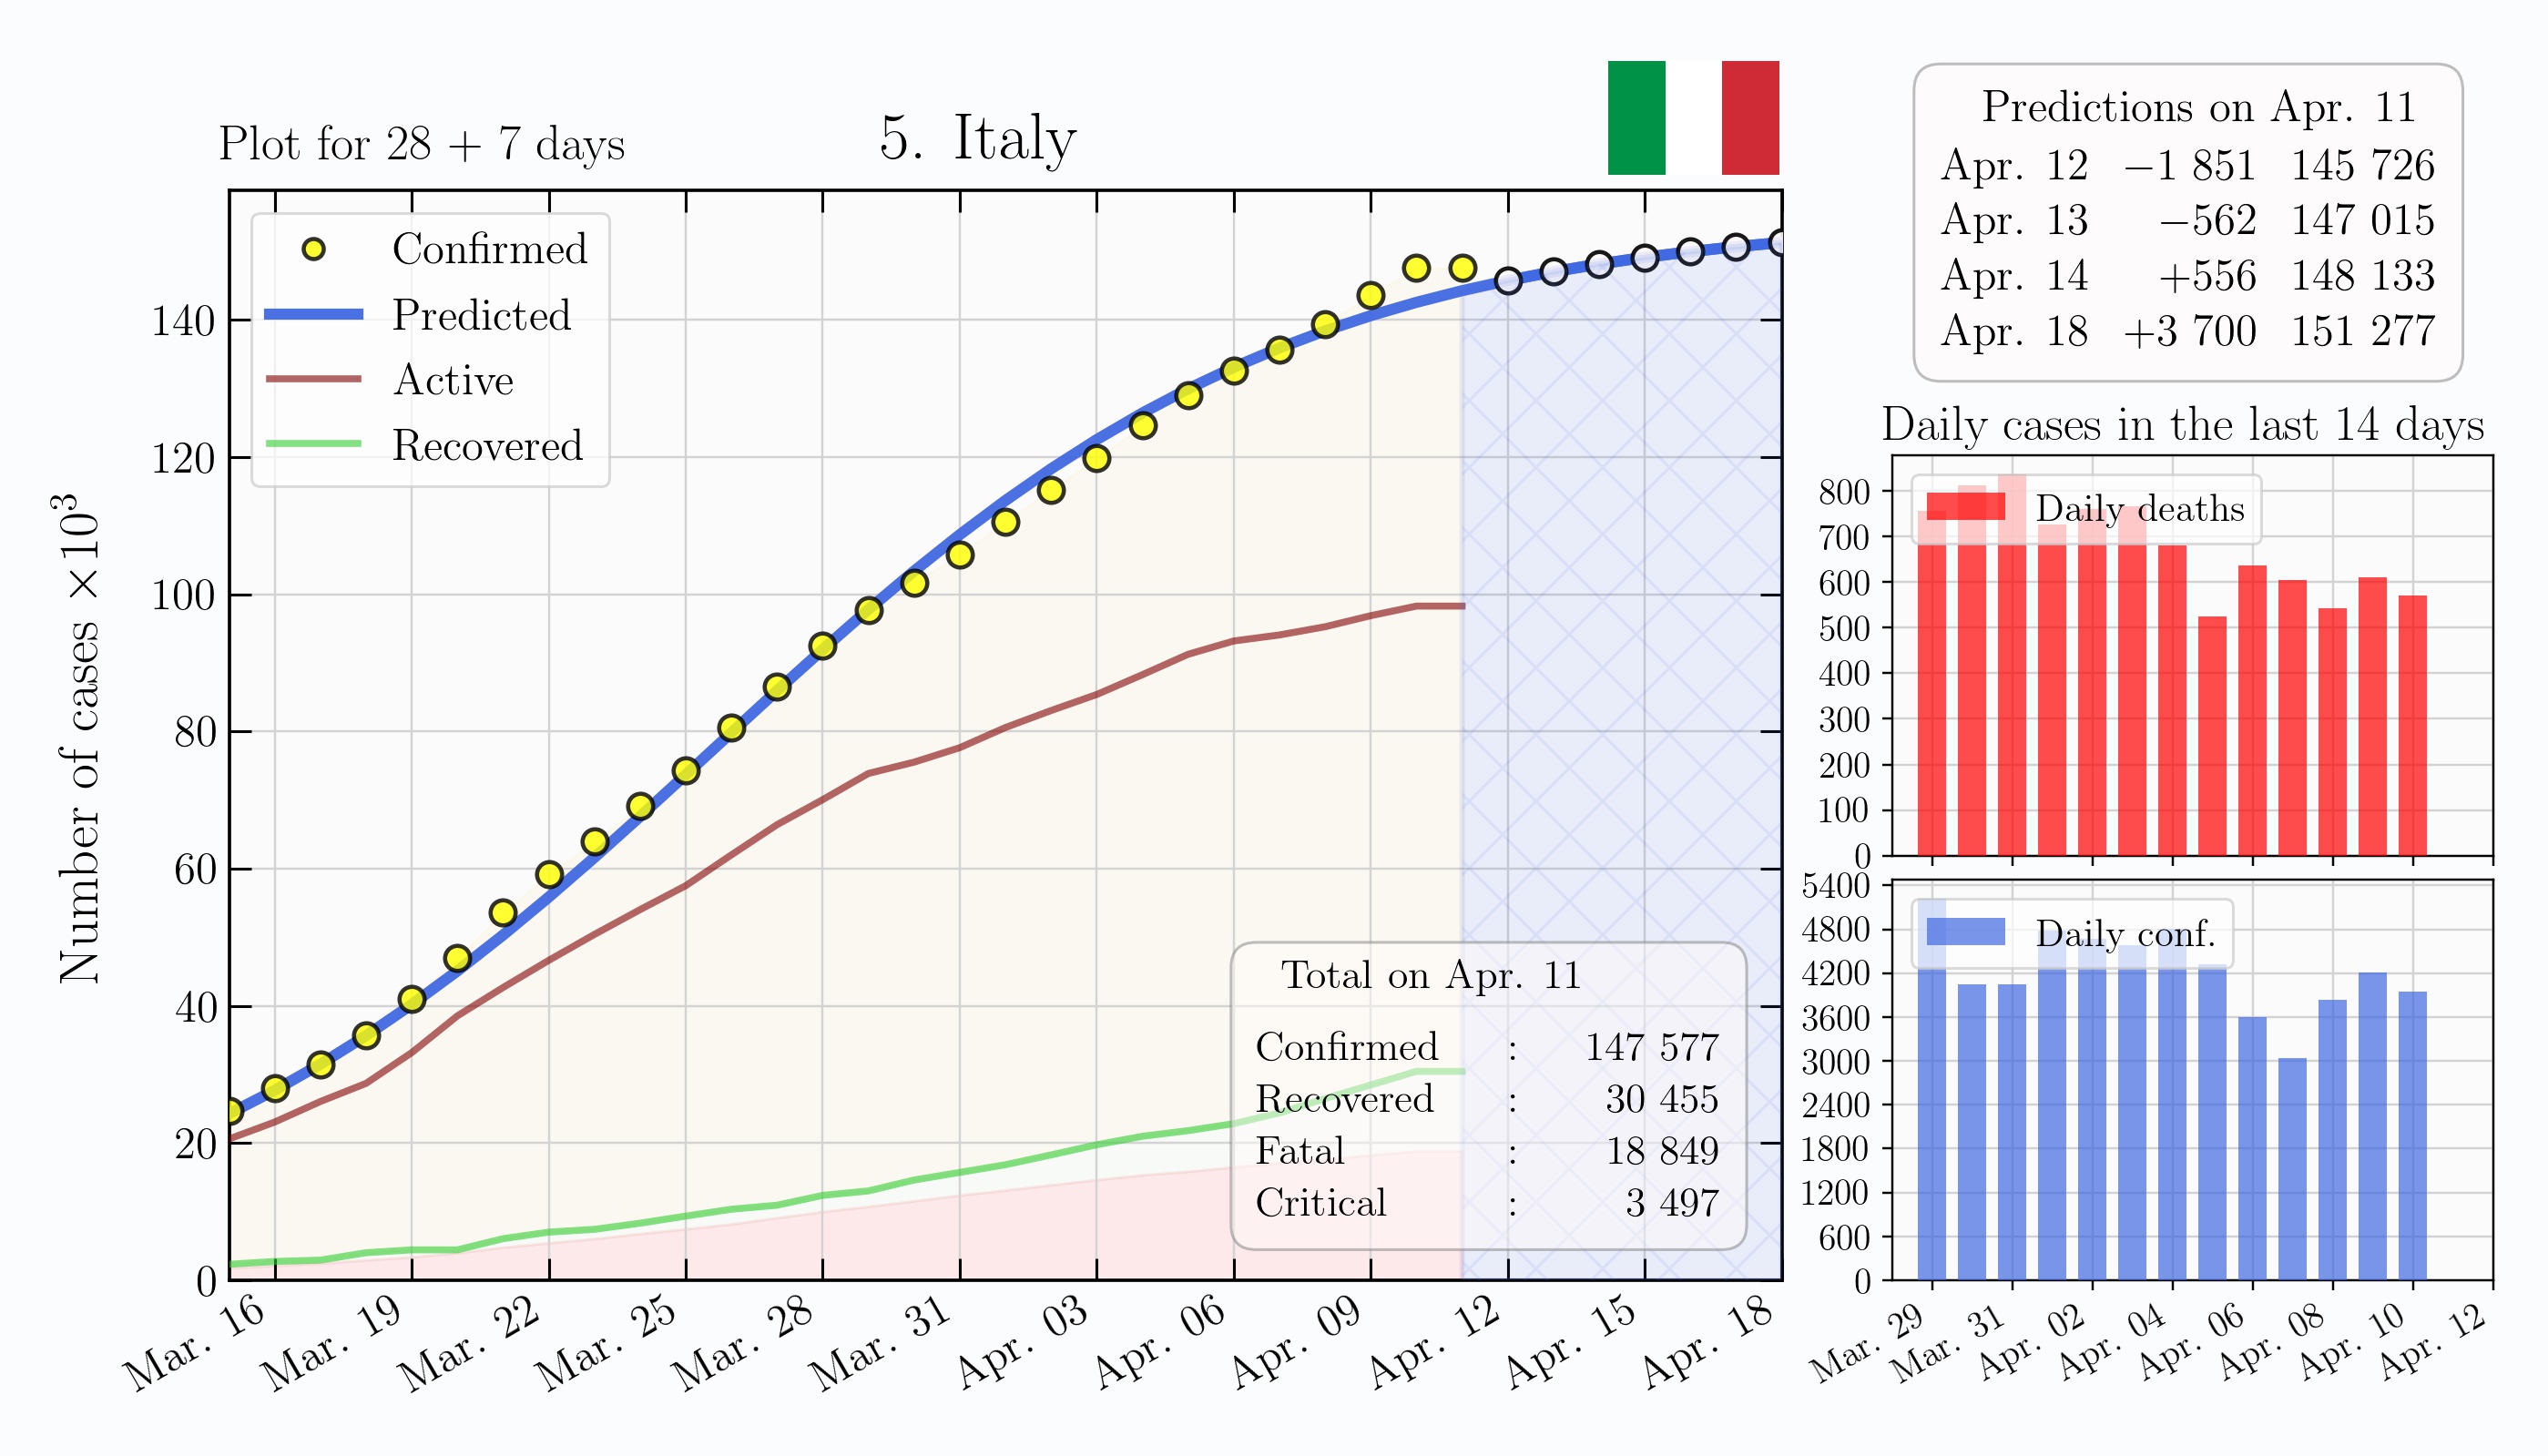 Plot for 28 + 7 days
5. Italy
Number of cases ×10³
Confirmed
Predicted
Active
Recovered
140
120
100
80
60
40
20
0
Mar. 16
Mar. 19
Mar. 22
Mar. 25
Mar. 28
Mar. 31
Apr. 03
Apr. 06
Apr. 09
Apr. 12
Apr. 15
Apr. 18
Total on Apr. 11
Confirmed : 147 577
Recovered : 30 455
Fatal : 18 849
Critical : 3 497
Predictions on Apr. 11
Apr. 12 −1 851 145 726
Apr. 13 −562 147 015
Apr. 14 +556 148 133
Apr. 18 +3 700 151 277
Daily cases in the last 14 days
Daily deaths
800
700
600
500
400
300
200
100
0
Daily conf.
5400
4800
4200
3600
3000
2400
1800
1200
600
0
Mar. 29
Mar. 31
Apr. 02
Apr. 04
Apr. 06
Apr. 08
Apr. 10
Apr. 12